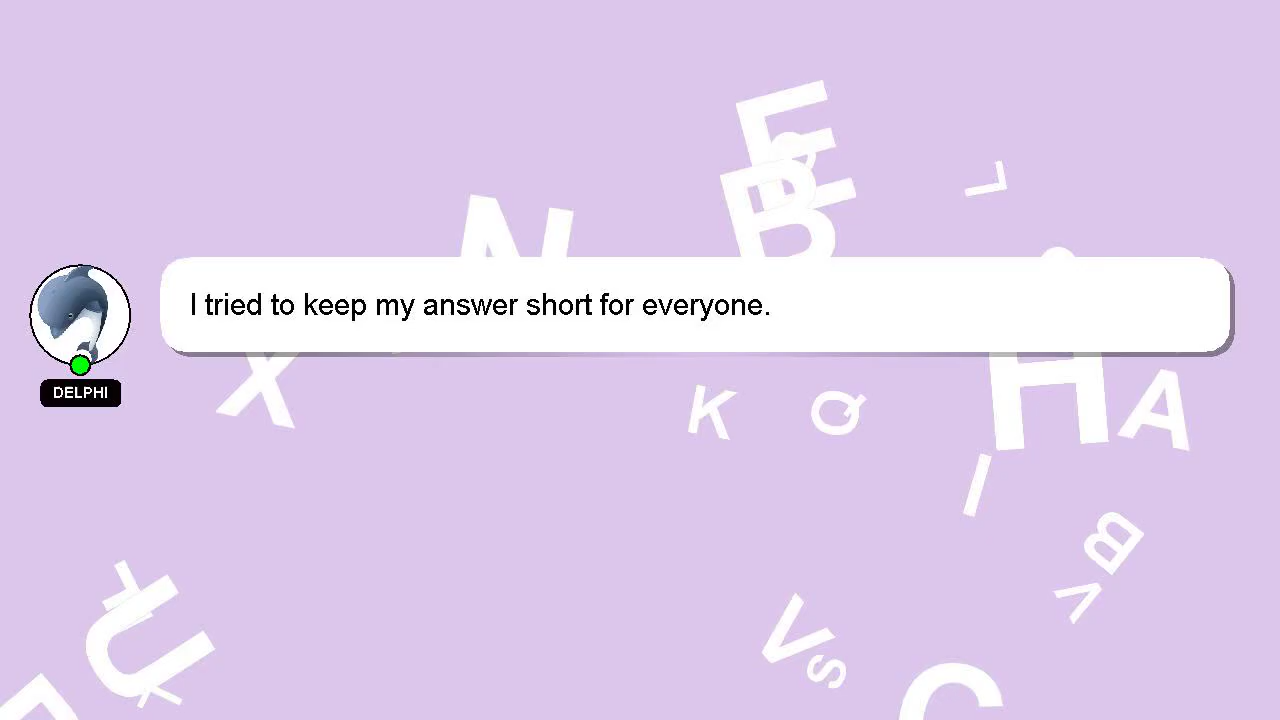 I tried to keep my answer short for everyone.
DELPHI
E
B
L
N
X
K
Q
H
A
I
B
V
U
V
S
C